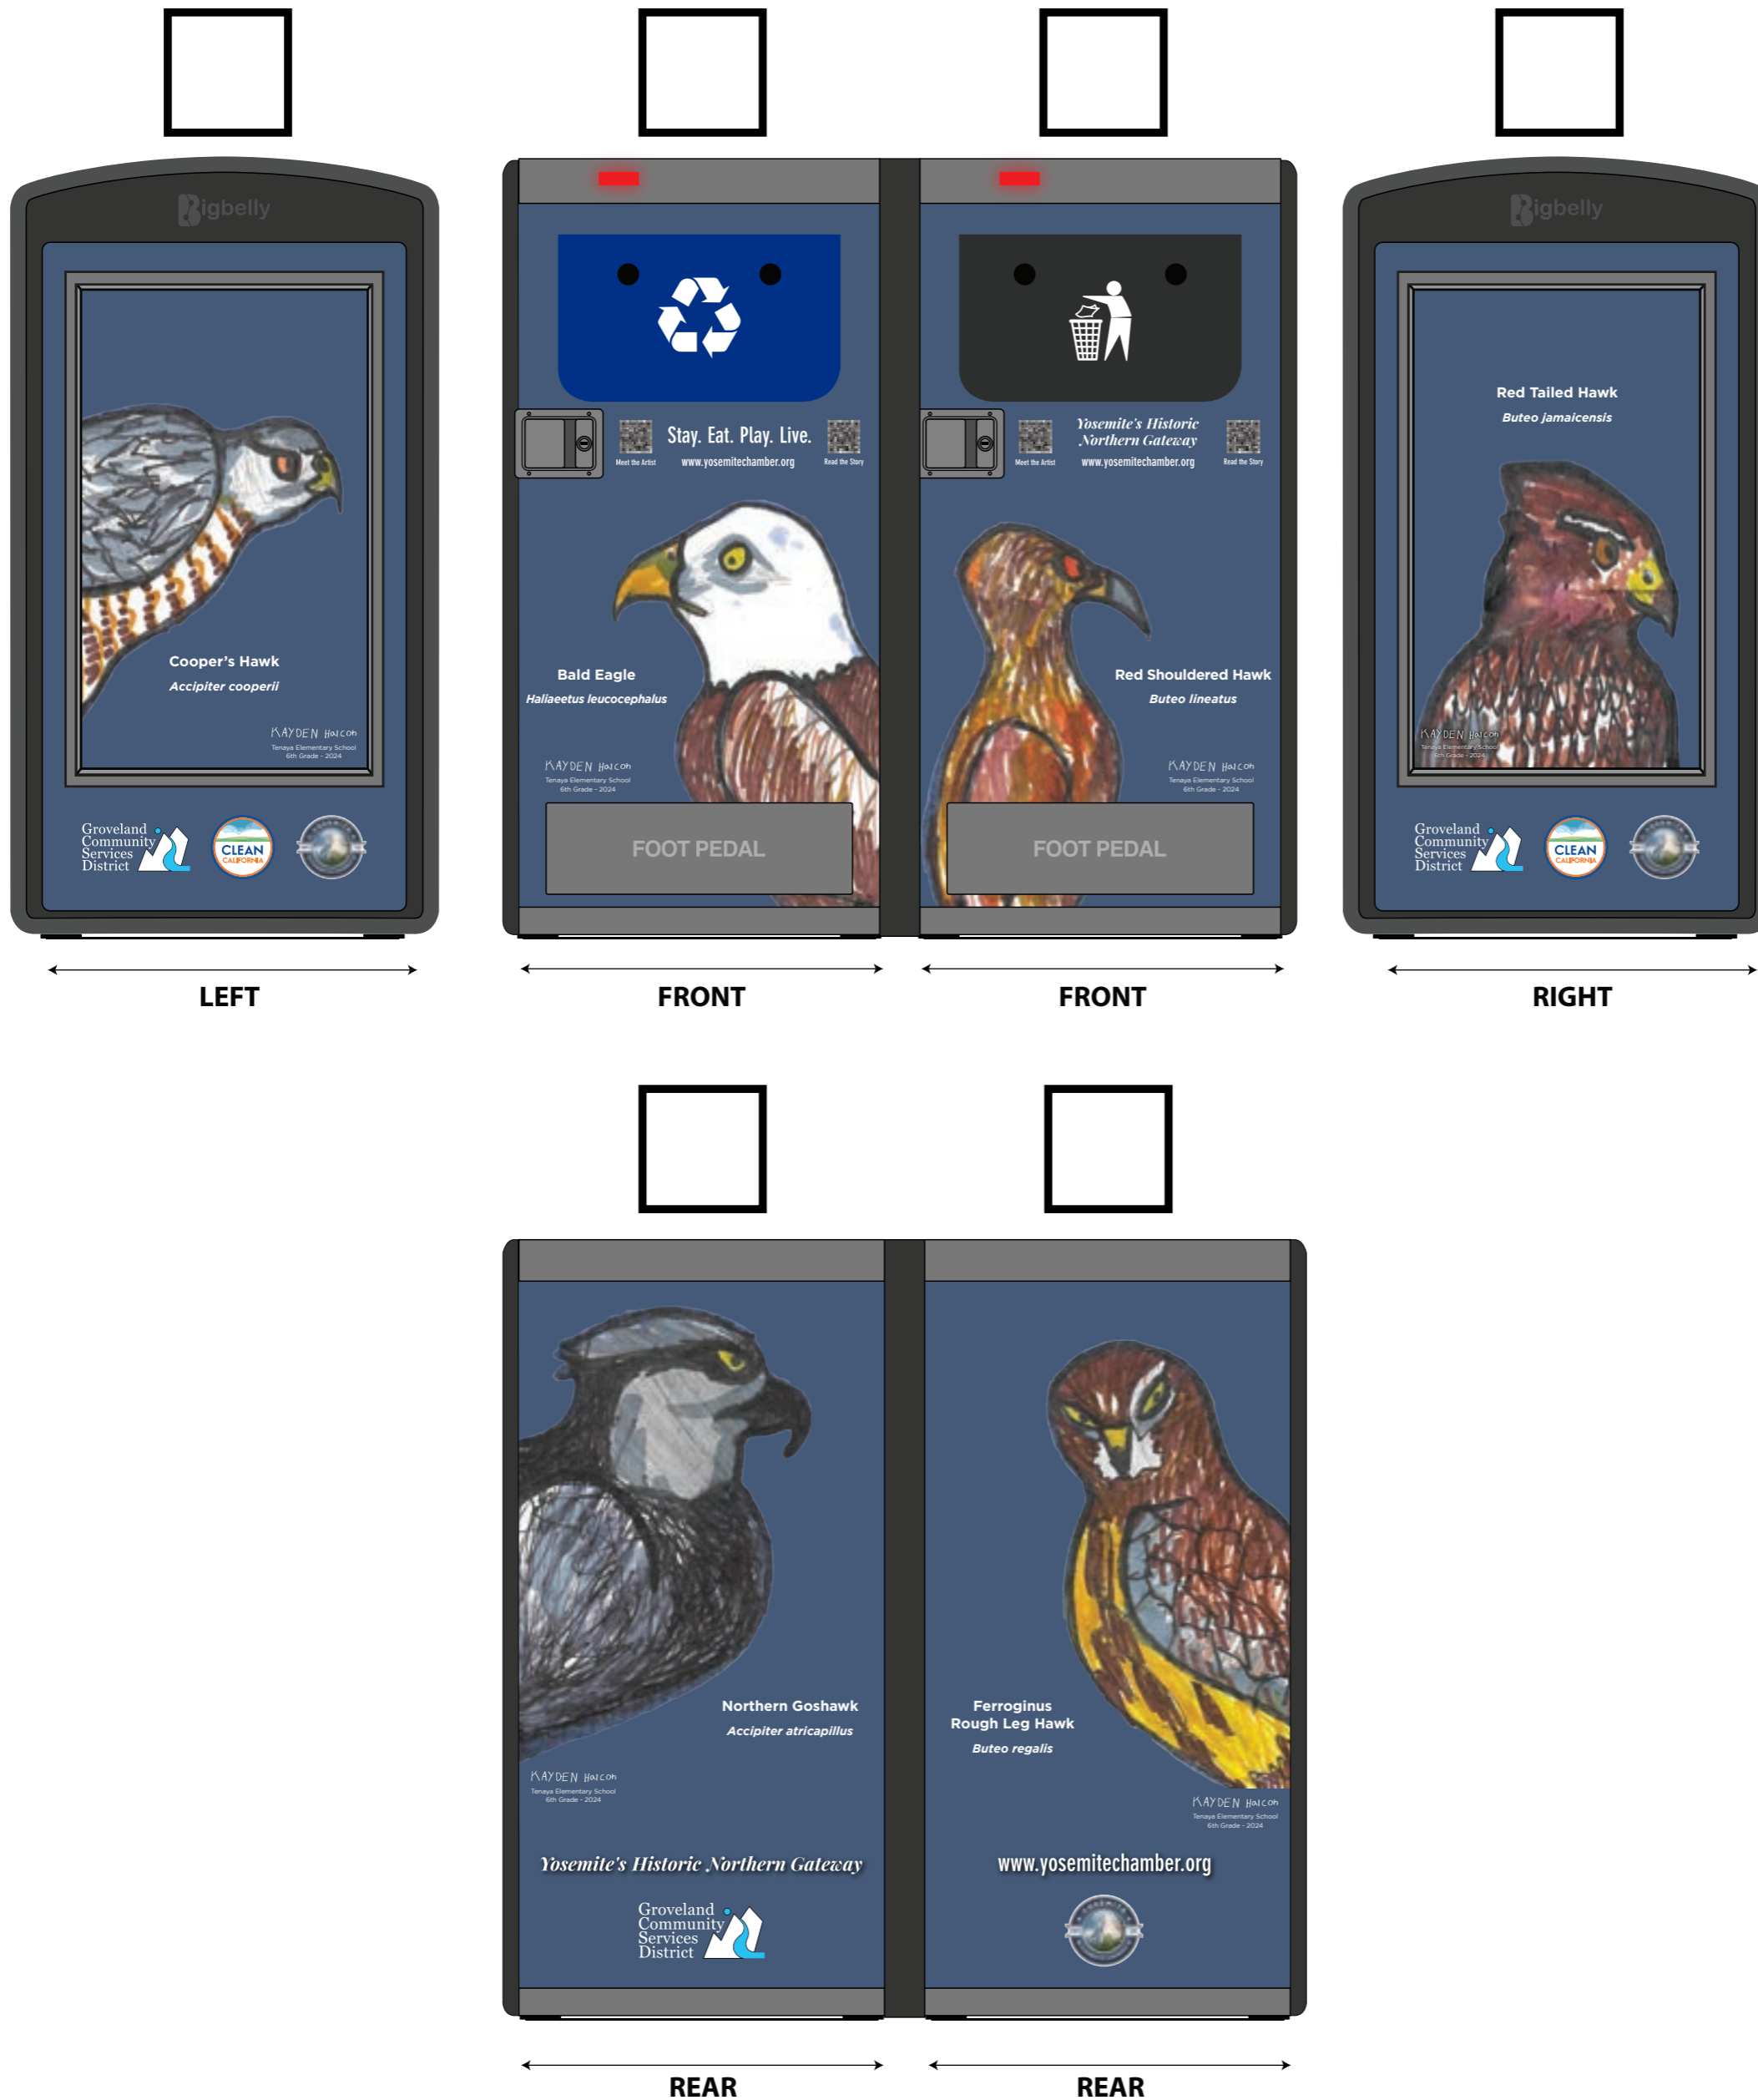 Bigbelly
Cooper's Hawk
Accipiter cooperii
KAYDEN Halcon
Tenaya Elementary School
6th Grade - 2024
Groveland
Community
Services
District
CLEAN
CALIFORNIA
LEFT
Meet the Artist
Stay. Eat. Play. Live.
www.yosemitechamber.org
Read the Story
Bald Eagle
Haliaeetus leucocephalus
KAYDEN Halcon
Tenaya Elementary School
6th Grade - 2024
FOOT PEDAL
FRONT
Meet the Artist
Yosemite's Historic
Northern Gateway
www.yosemitechamber.org
Read the Story
Red Shouldered Hawk
Buteo lineatus
KAYDEN Halcon
Tenaya Elementary School
6th Grade - 2024
FOOT PEDAL
FRONT
Bigbelly
Red Tailed Hawk
Buteo jamaicensis
KAYDEN Halcon
Tenaya Elementary School
6th Grade - 2024
Groveland
Community
Services
District
CLEAN
CALIFORNIA
RIGHT
Northern Goshawk
Accipiter atricapillus
KAYDEN Halcon
Tenaya Elementary School
6th Grade - 2024
Yosemite's Historic Northern Gateway
Groveland
Community
Services
District
REAR
Ferroginus
Rough Leg Hawk
Buteo regalis
KAYDEN Halcon
Tenaya Elementary School
6th Grade - 2024
www.yosemitechamber.org
REAR